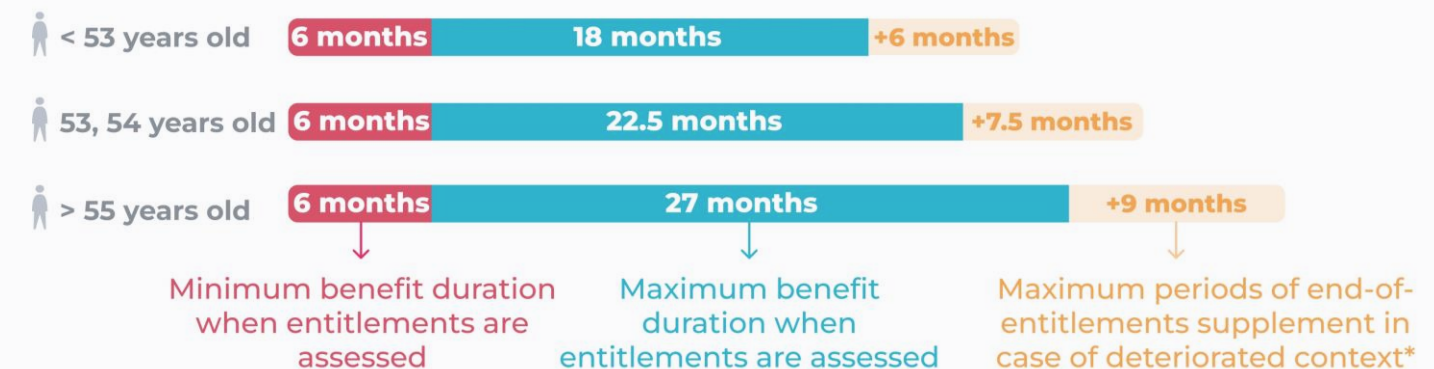 < 53 years old 6 months 18 months +6 months
53, 54 years old 6 months 22.5 months +7.5 months
> 55 years old 6 months 27 months +9 months
Minimum benefit duration
when entitlements are
assessed
Maximum benefit
duration when
entitlements are assessed
Maximum periods of end-of-
entitlements supplement in
case of deteriorated context*